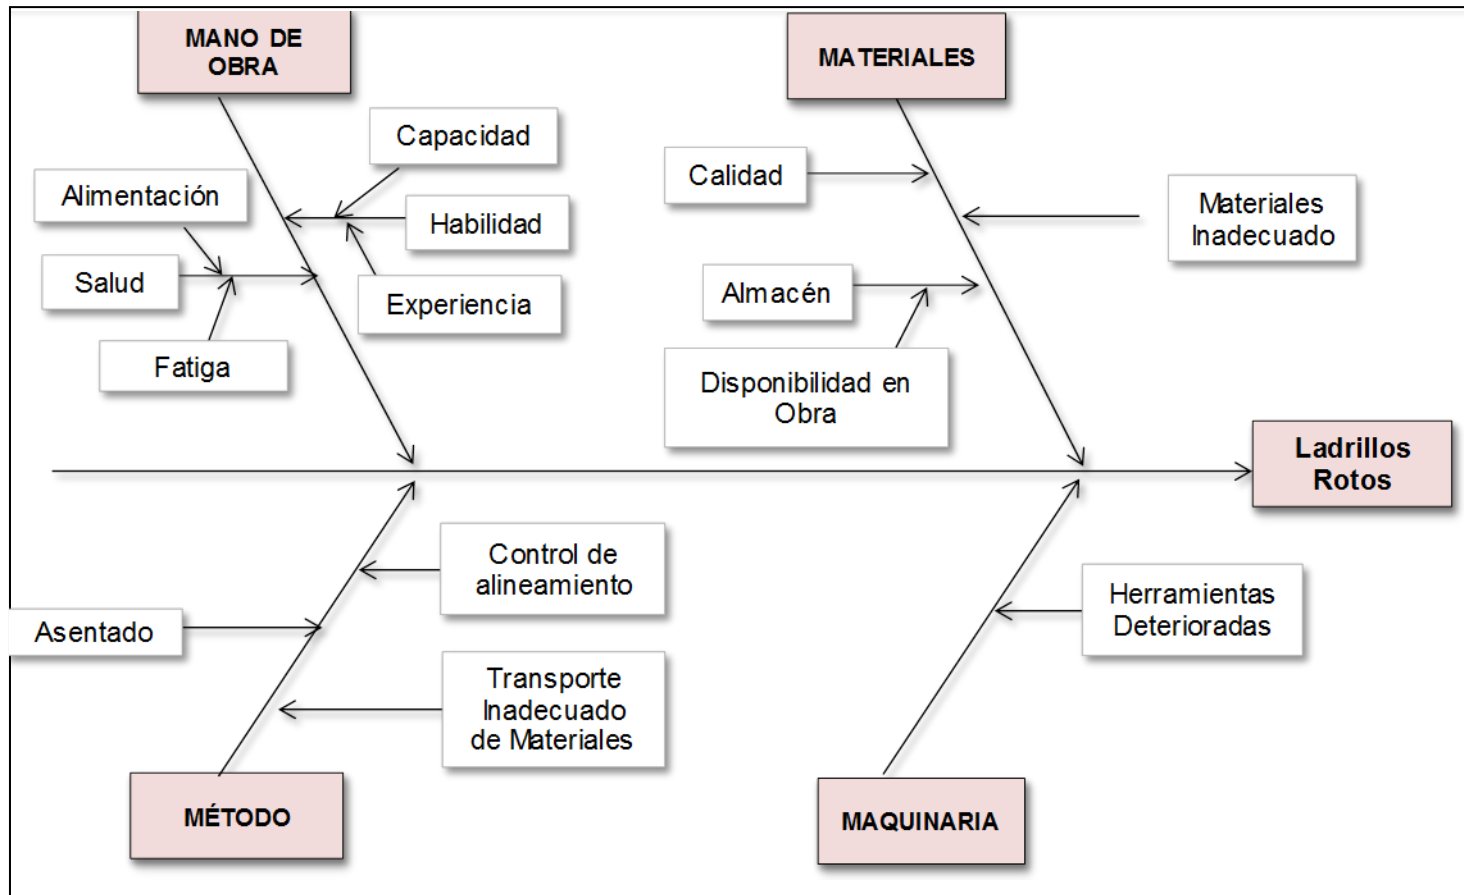 MANO DE
OBRA
MATERIALES
Capacidad
Calidad
Alimentación
Habilidad
Materiales
Inadecuado
Salud
Experiencia
Almacén
Fatiga
Disponibilidad en
Obra
Ladrillos
Rotos
Control de
alineamiento
Herramientas
Deterioradas
Asentado
Transporte
Inadecuado
de Materiales
MÉTODO
MAQUINARIA